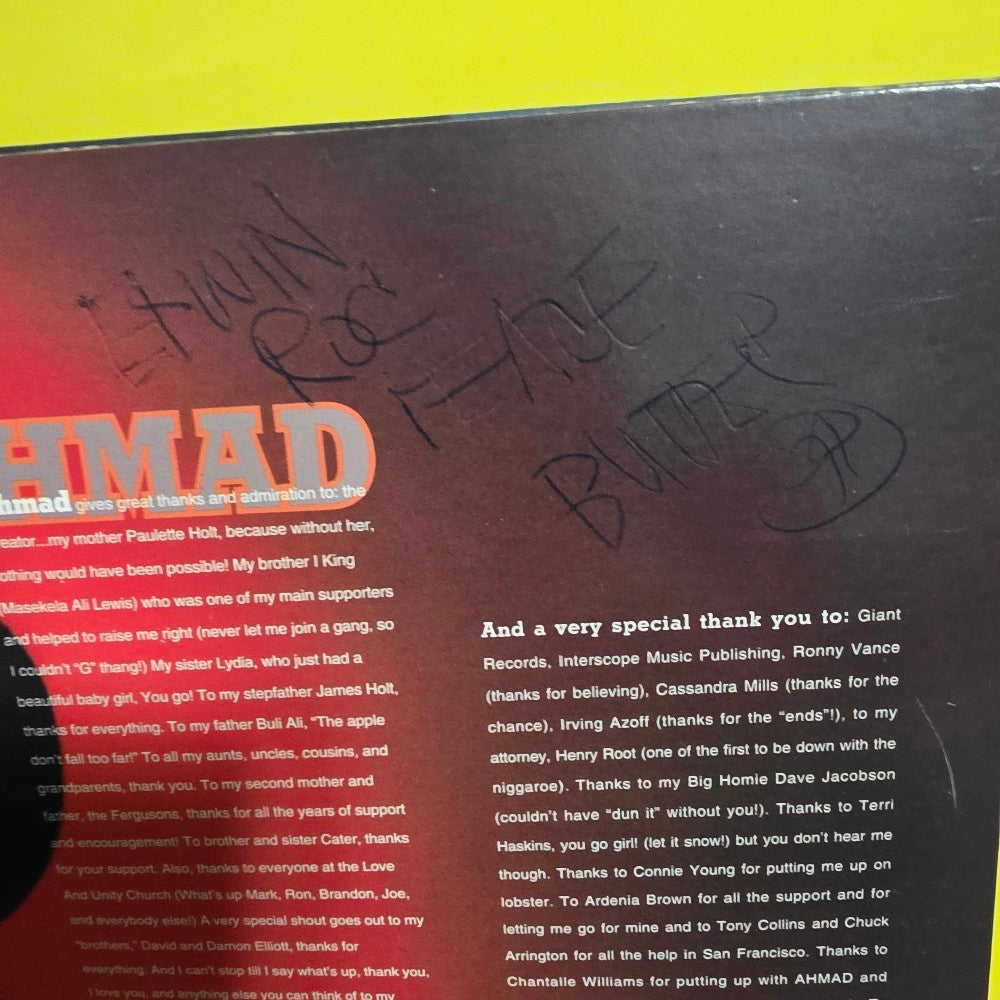 ROC
FADE
BUTTER
HMAD
hmad gives great thanks and admiration to: the
reator...my mother Paulette Holt, because without her,
othing would have been possible! My brother I King
(Masekela Ali Lewis) who was one of my main supporters
and helped to raise me right (never let me join a gang, so
I couldn't "G" thang!) My sister Lydia, who just had a
beautiful baby girl, You go! To my stepfather James Holt,
thanks for everything. To my father Buli Ali, "The apple
don't fall too far!" To all my aunts, uncles, cousins, and
grandparents, thank you. To my second mother and
father, the Fergusons, thanks for all the years of support
and encouragement! To brother and sister Cater, thanks
for your support. Also, thanks to everyone at the Love
And Unity Church (What's up Mark, Ron, Brandon, Joe,
and everybody else!) A very special shout goes out to my
"brothers," David and Damon Elliott, thanks for
everything. And I can't stop till I say what's up, thank you,
I love you, and anything else you can think of to my
And a very special thank you to: Giant
Records, Interscope Music Publishing, Ronny Vance
(thanks for believing), Cassandra Mills (thanks for the
chance), Irving Azoff (thanks for the "ends"!), to my
attorney, Henry Root (one of the first to be down with the
niggaroe). Thanks to my Big Homie Dave Jacobson
(couldn't have "dun it" without you!). Thanks to Terri
Haskins, you go girl! (let it snow!) but you don't hear me
though. Thanks to Connie Young for putting me up on
lobster. To Ardenia Brown for all the support and for
letting me go for mine and to Tony Collins and Chuck
Arrington for all the help in San Francisco. Thanks to
Chantalle Williams for putting up with AHMAD and